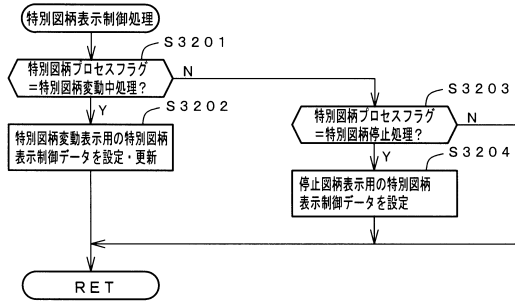 特別図柄表示制御処理
S3201
特別図柄プロセスフラグ
=特別図柄変動中処理?
N
Y
S3202
特別図柄変動表示用の特別図柄
表示制御データを設定・更新
S3203
特別図柄プロセスフラグ
=特別図柄停止処理?
N
Y
S3204
停止図柄表示用の特別図柄
表示制御データを設定
RET